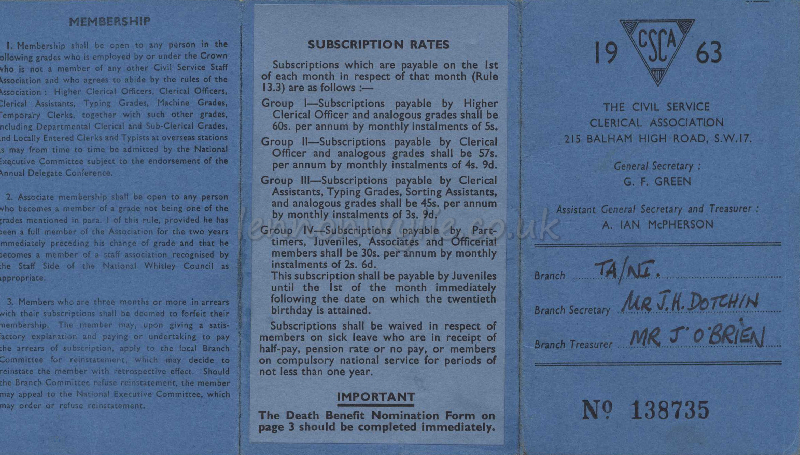 MEMBERSHIP
1. Membership shall be open to any person in the
following grades who is employed by or under the Crown
who is not a member of any other Civil Service Staff
Association and who agrees to abide by the rules of the
Association : Higher Clerical Officers, Clerical Officers,
Clerical Assistants, Typing Grades, Machine Grades,
Temporary Clerks, together with such other grades,
including Departmental Clerical and Sub-Clerical Grades,
and Locally Entered Clerks and Typists at overseas stations
as may from time to time be admitted by the National
Executive Committee subject to the endorsement of the
Annual Delegate Conference.
2. Associate membership shall be open to any person
who becomes a member of a grade not being one of the
grades mentioned in para. 1 of this rule, provided he has
been a full member of the Association for the two years
immediately preceding his change of grade and that he
becomes a member of a staff association recognised by
the Staff Side of the National Whitley Council as
appropriate.
3. Members who are three months or more in arrears
with their subscriptions shall be deemed to forfeit their
membership. The member may, upon giving a satis-
factory explanation and paying or undertaking to pay
the arrears of subscription, apply to the local Branch
Committee for reinstatement, which may decide to
reinstate the member with retrospective effect. Should
the Branch Committee refuse reinstatement, the member
may appeal to the National Executive Committee, which
may order or refuse reinstatement.
SUBSCRIPTION RATES
Subscriptions which are payable on the 1st
of each month in respect of that month (Rule
13.3) are as follows :—
Group I—Subscriptions payable by Higher
Clerical Officer and analogous grades shall be
60s. per annum by monthly instalments of 5s.
Group II—Subscriptions payable by Clerical
Officer and analogous grades shall be 57s.
per annum by monthly instalments of 4s. 9d.
Group III—Subscriptions payable by Clerical
Assistants, Typing Grades, Sorting Assistants,
and analogous grades shall be 45s. per annum
by monthly instalments of 3s. 9d.
Group IV—Subscriptions payable by Part-
timers, Juveniles, Associates and Officerial
members shall be 30s. per annum by monthly
instalments of 2s. 6d.
This subscription shall be payable by Juveniles
until the 1st of the month immediately
following the date on which the twentieth
birthday is attained.
Subscriptions shall be waived in respect of
members on sick leave who are in receipt of
half-pay, pension rate or no pay, or members
on compulsory national service for periods of
not less than one year.
IMPORTANT
The Death Benefit Nomination Form on
page 3 should be completed immediately.
19 CSCA 63
THE CIVIL SERVICE
CLERICAL ASSOCIATION
215 BALHAM HIGH ROAD, S.W.17.
General Secretary :
G. F. GREEN
Assistant General Secretary and Treasurer :
A. IAN McPHERSON
Branch TA/NI.
Branch Secretary MR J.H. DOTCHIN
Branch Treasurer MR J O'BRIEN
No 138735